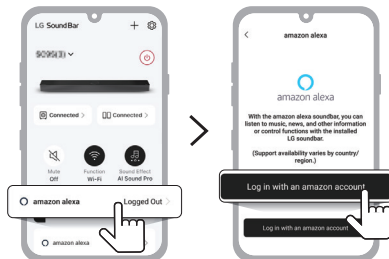 LG SoundBar
SC9S(3)
Connected >
Connected >
Mute
Off
Function
Wi-Fi
Sound Effect
AI Sound Pro
amazon alexa
Logged Out >
amazon alexa
amazon alexa
amazon alexa
With the amazon alexa soundbar, you can
listen to music, news, and other information
or control functions with the installed
LG soundbar.
(Support availability varies by country/
region.)
Log in with an amazon account
Log in with an amazon account